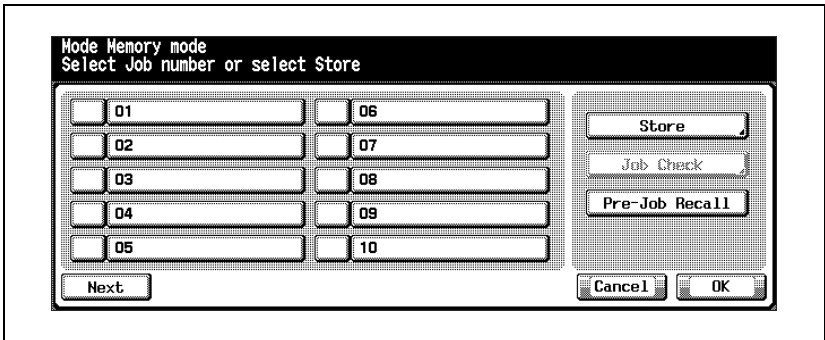 Mode Memory mode
Select Job number or select Store
01
02
03
04
05
06
07
08
09
10
Store
Job Check
Pre-Job Recall
Next
Cancel
OK